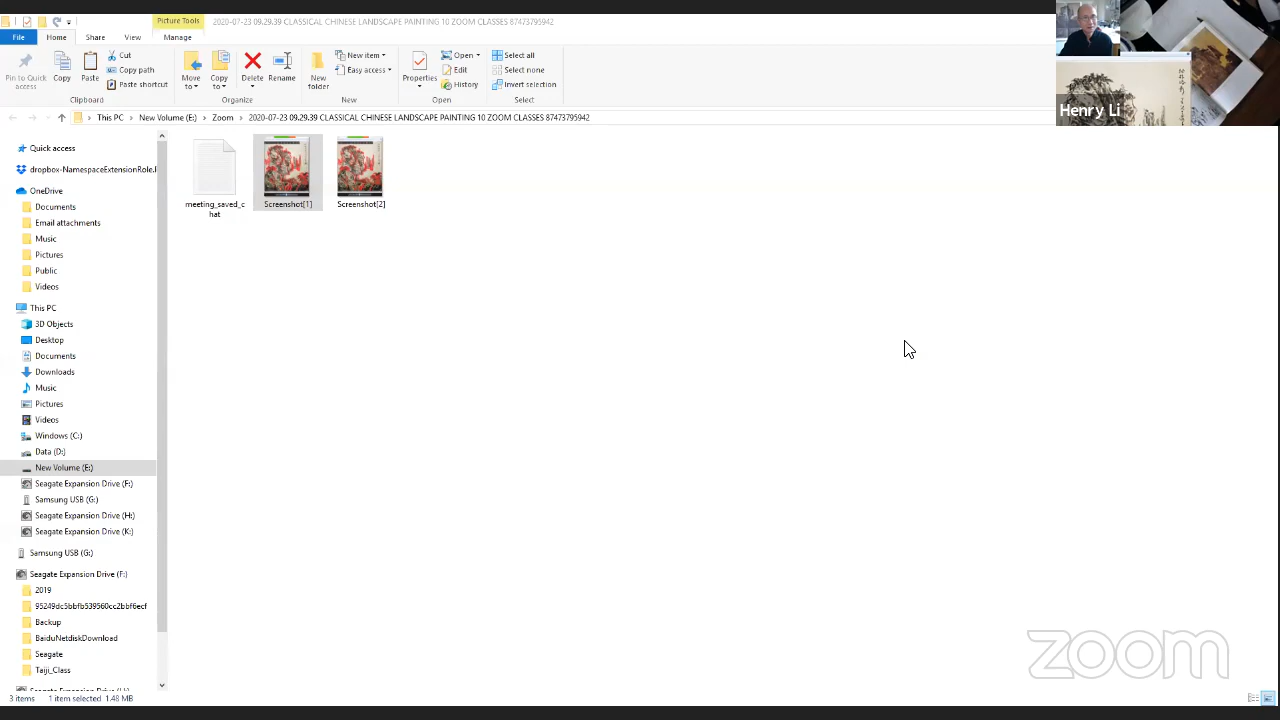 Picture Tools
2020-07-23 09.29.39 CLASSICAL CHINESE LANDSCAPE PAINTING 10 ZOOM CLASSES 87473795942
File
Home
Share
View
Manage
Pin to Quick
access
Copy
Paste
Cut
Copy path
Paste shortcut
Clipboard
Move
to
Copy
to
Delete
Rename
Organize
New
folder
New item
Easy access
New
Properties
Open
Edit
History
Open
Select all
Select none
Invert selection
Select
This PC
New Volume (E:)
Zoom
2020-07-23 09.29.39 CLASSICAL CHINESE LANDSCAPE PAINTING 10 ZOOM CLASSES 87473795942
Henry Li
Quick access
dropbox-NamespaceExtensionRole.l
OneDrive
Documents
Email attachments
Music
Pictures
Public
Videos
This PC
3D Objects
Desktop
Documents
Downloads
Music
Pictures
Videos
Windows (C:)
Data (D:)
New Volume (E:)
Seagate Expansion Drive (F:)
Samsung USB (G:)
Seagate Expansion Drive (H:)
Seagate Expansion Drive (K:)
Samsung USB (G:)
Seagate Expansion Drive (F:)
2019
95249dc5bbfb539560cc2bbf6ecf
Backup
BaiduNetdiskDownload
Seagate
Taiji_Class
meeting_saved_c
hat
Screenshot[1]
Screenshot[2]
zoom
3 items
1 item selected 1.48 MB